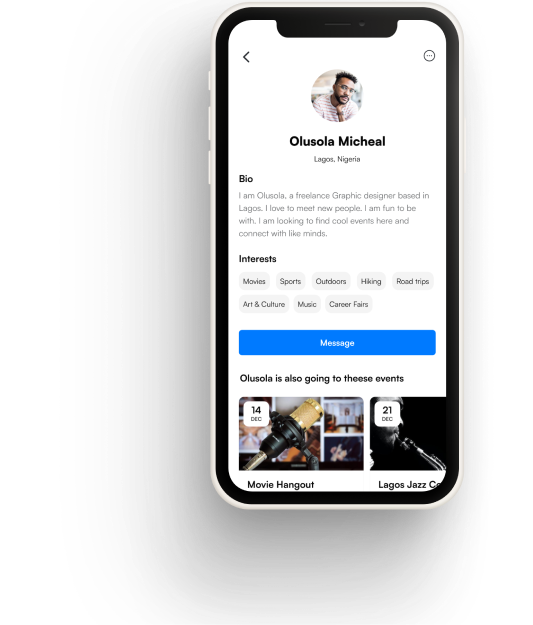 Olusola Micheal
Lagos, Nigeria
Bio
I am Olusola, a freelance Graphic designer based in
Lagos. I love to meet new people. I am fun to be
with. I am looking to find cool events here and
connect with like minds.
Interests
Movies Sports Outdoors Hiking Road trips
Art & Culture Music Career Fairs
Message
Olusola is also going to theese events
14 DEC
21 DEC
Movie Hangout
Lagos Jazz Co